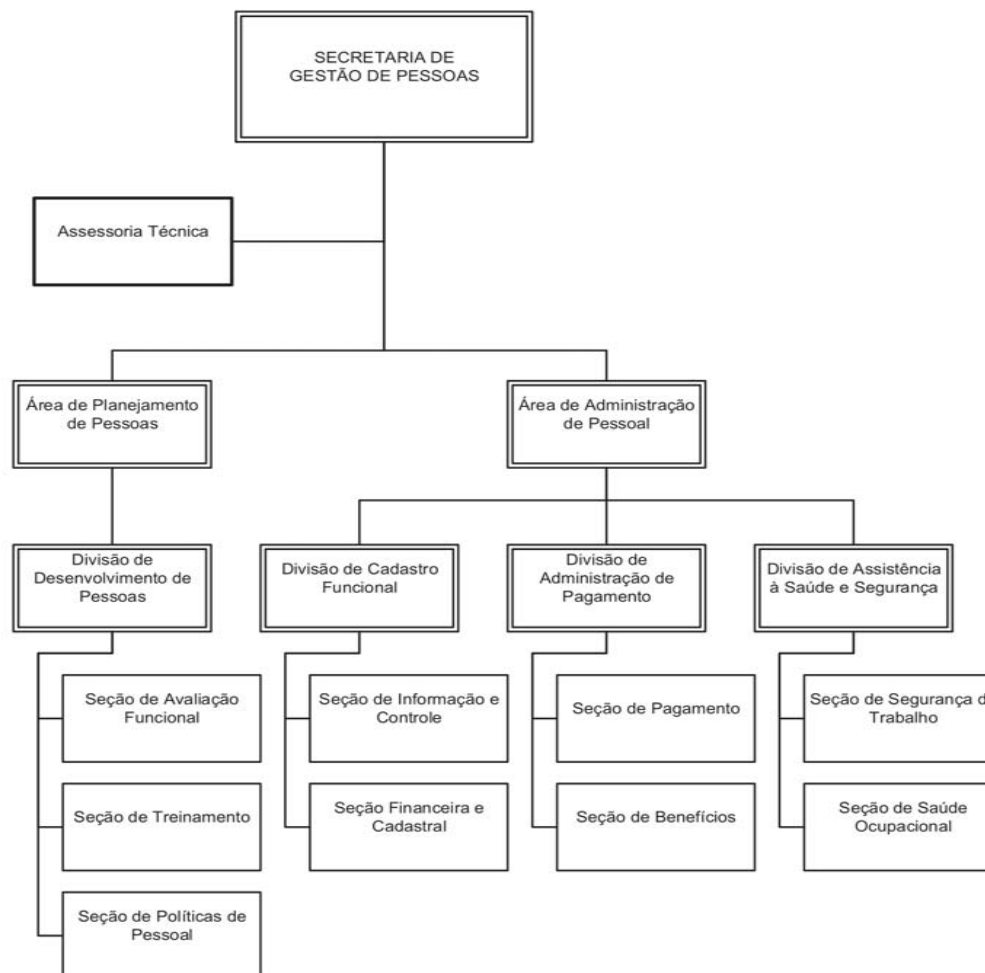 SECRETARIA DE
GESTÃO DE PESSOAS
Assessoria Técnica
Área de Planejamento
de Pessoas
Área de Administração
de Pessoal
Divisão de
Desenvolvimento de
Pessoas
Divisão de Cadastro
Funcional
Divisão de
Administração de
Pagamento
Divisão de Assistência
à Saúde e Segurança
Seção de Avaliação
Funcional
Seção de Informação e
Controle
Seção de Pagamento
Seção de Segurança
Trabalho
Seção de Treinamento
Seção Financeira e
Cadastral
Seção de Benefícios
Seção de Saúde
Ocupacional
Seção de Políticas de
Pessoal